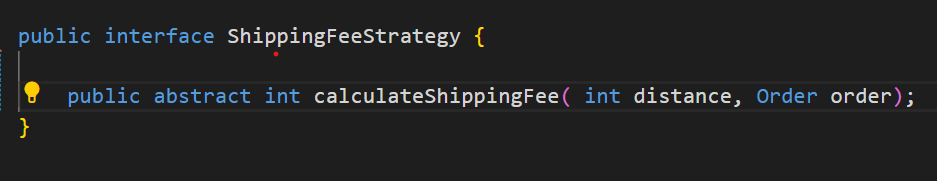 public interface ShippingFeeStrategy {
public abstract int calculateShippingFee( int distance, Order order);
}